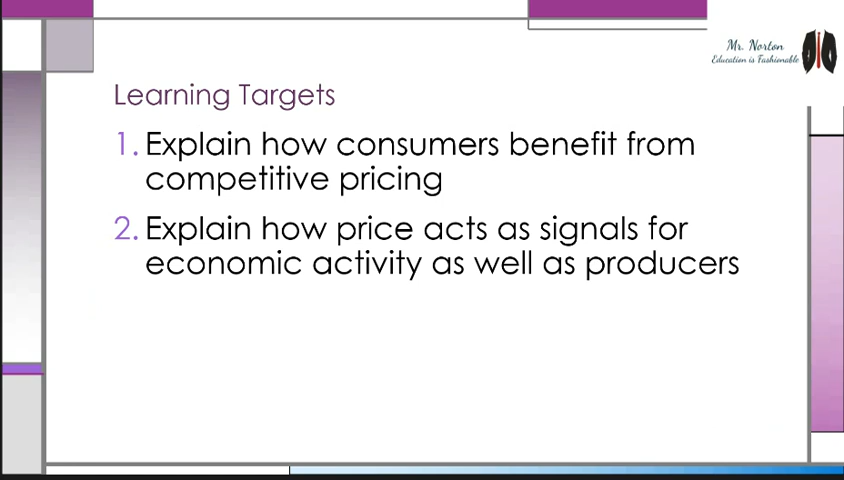 Mr. Norton
Education is Fashionable
Learning Targets
1. Explain how consumers benefit from
competitive pricing
2. Explain how price acts as signals for
economic activity as well as producers